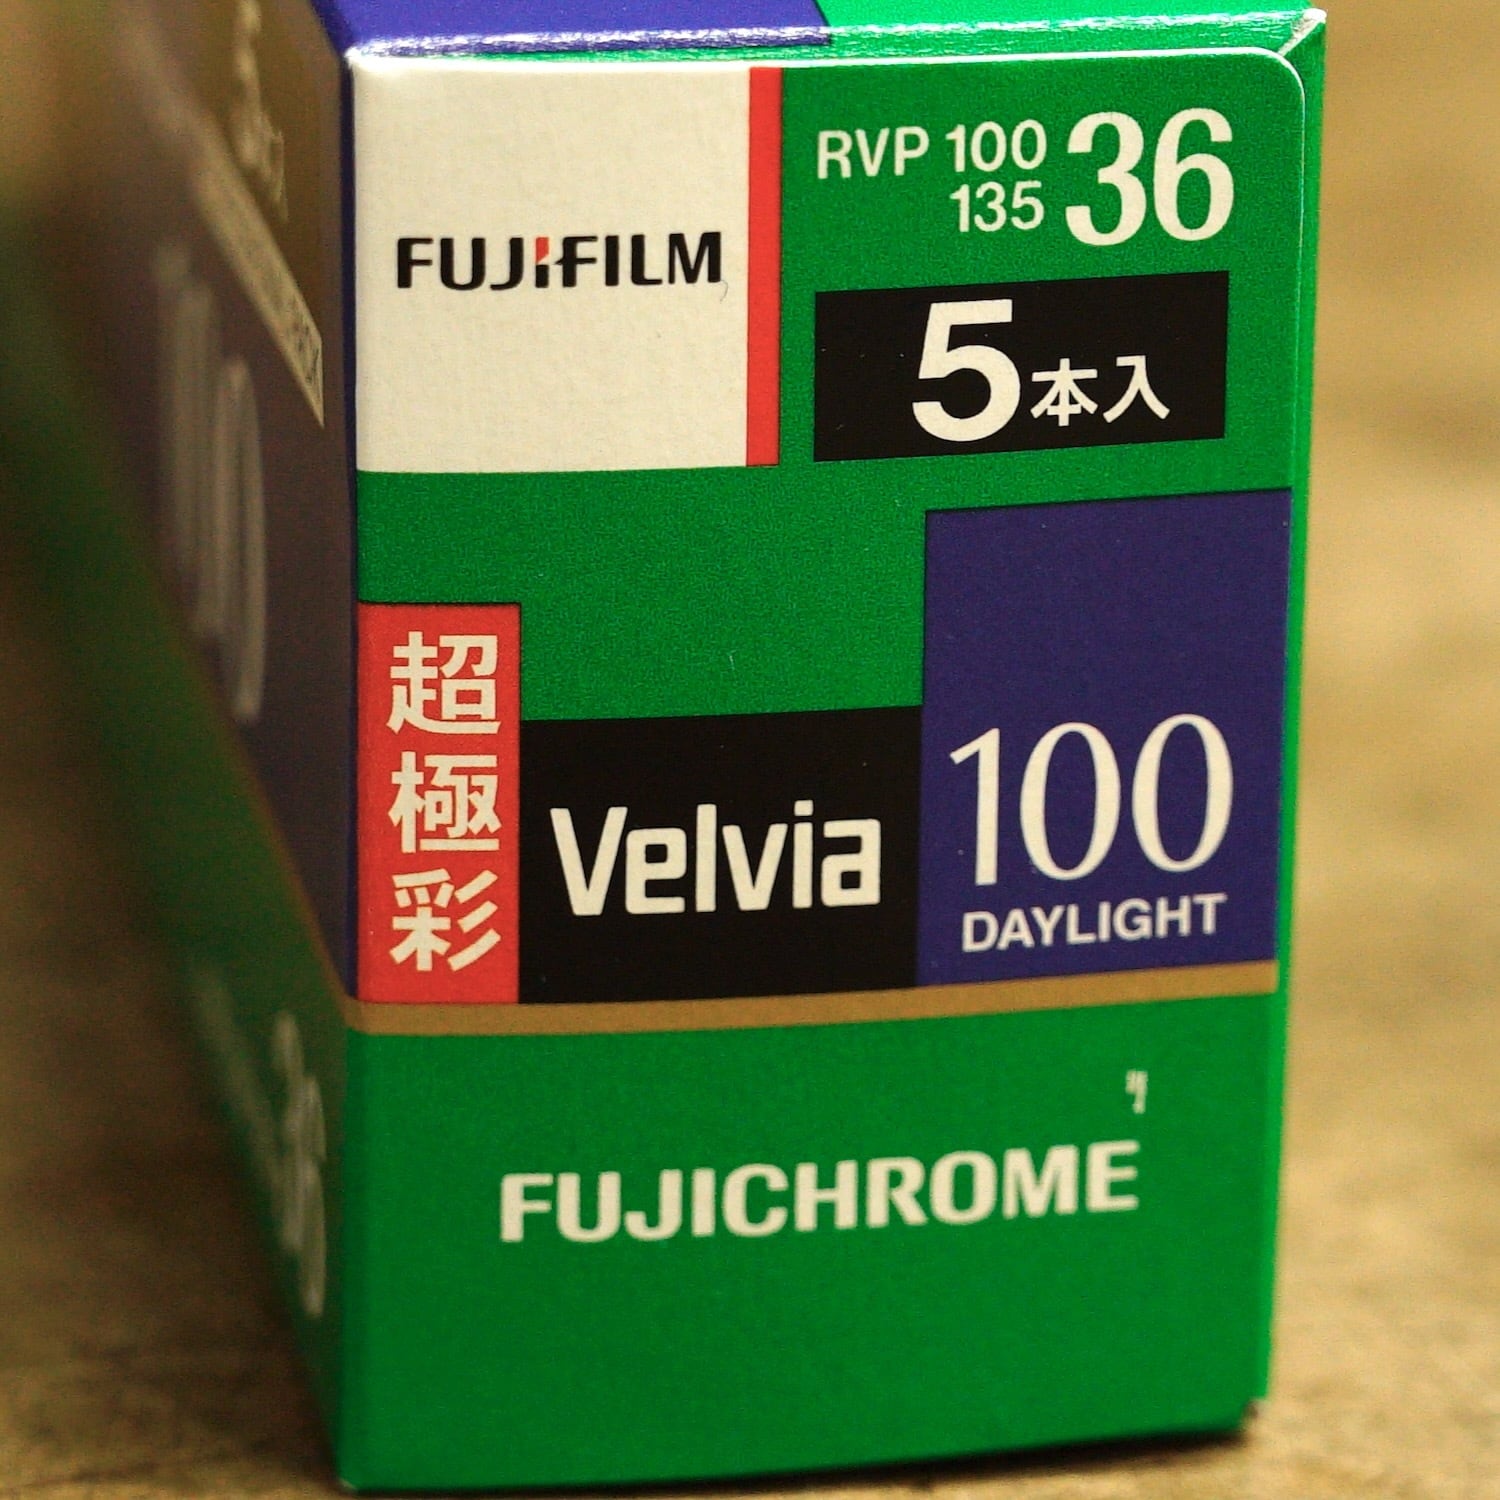 FUJIFILM
RVP 100 36
135
5本入
超極彩
Velvia
100
DAYLIGHT
FUJICHROME